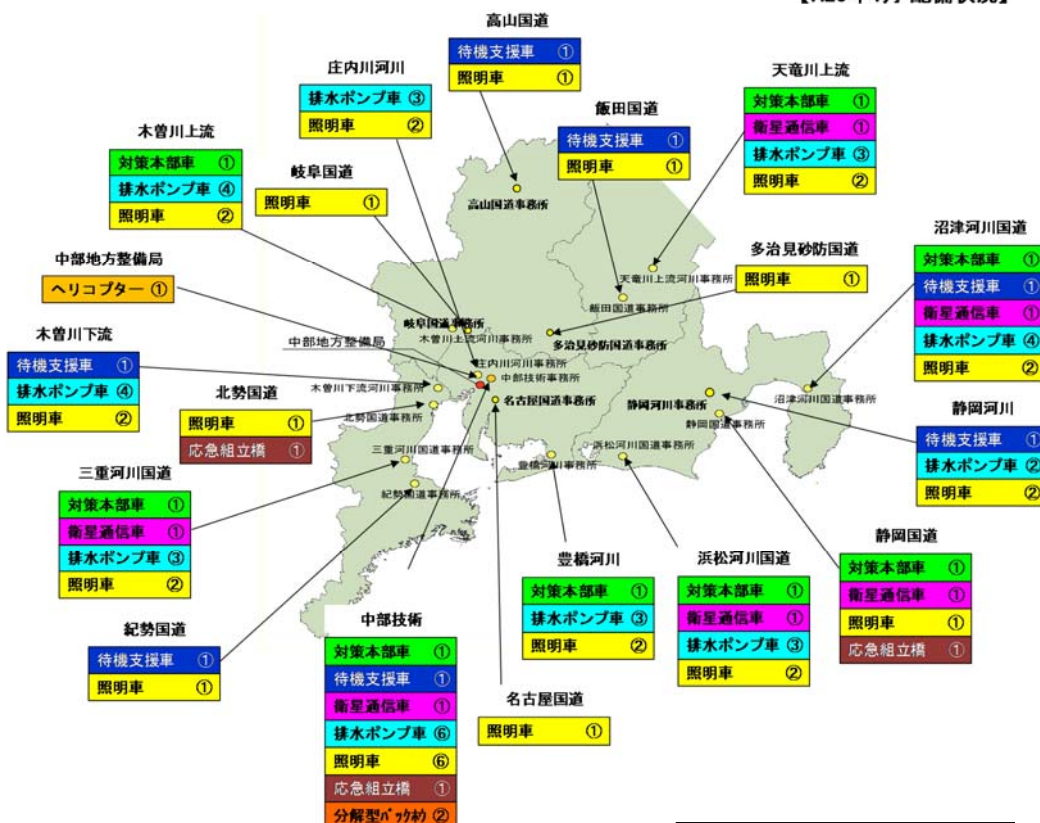 配備状況】
高山国道
待機支援車 ①
照明車 ①
庄内川河川
排水ポンプ車 ③
照明車 ②
天竜川上流
対策本部車 ①
衛星通信車 ①
排水ポンプ車 ③
照明車 ②
飯田国道
待機支援車 ①
照明車 ①
木曽川上流
対策本部車 ①
排水ポンプ車 ④
照明車 ②
岐阜国道
照明車 ①
多治見砂防国道
照明車 ①
沼津河川国道
対策本部車 ①
待機支援車 ①
衛星通信車 ①
排水ポンプ車 ④
照明車 ②
中部地方整備局
ヘリコプター ①
木曽川下流
待機支援車 ①
排水ポンプ車 ④
照明車 ②
北勢国道
照明車 ①
応急組立橋 ①
高山国道事務所
天竜川上流河川事務所
飯田国道事務所
岐阜国道事務所
木曽川上流河川事務所
多治見砂防国道事務所
中部地方整備局
庄内川河川事務所
中部技術事務所
木曽川下流河川事務所
名古屋国道事務所
北勢国道事務所
静岡河川事務所
静岡国道事務所
沼津河川国道事務所
三重河川国道事務所
豊橋河川事務所
浜松河川国道事務所
紀勢国道事務所
静岡河川
待機支援車 ①
排水ポンプ車 ②
照明車 ②
三重河川国道
対策本部車 ①
衛星通信車 ①
排水ポンプ車 ③
照明車 ②
豊橋河川
対策本部車 ①
排水ポンプ車 ③
照明車 ②
浜松河川国道
対策本部車 ①
衛星通信車 ①
排水ポンプ車 ③
照明車 ②
静岡国道
対策本部車 ①
衛星通信車 ①
照明車 ①
応急組立橋 ①
紀勢国道
待機支援車 ①
照明車 ①
中部技術
対策本部車 ①
待機支援車 ①
衛星通信車 ①
排水ポンプ車 ⑥
照明車 ⑥
応急組立橋 ①
分解型ﾊﾞｯｸﾎｳ ②
名古屋国道
照明車 ①